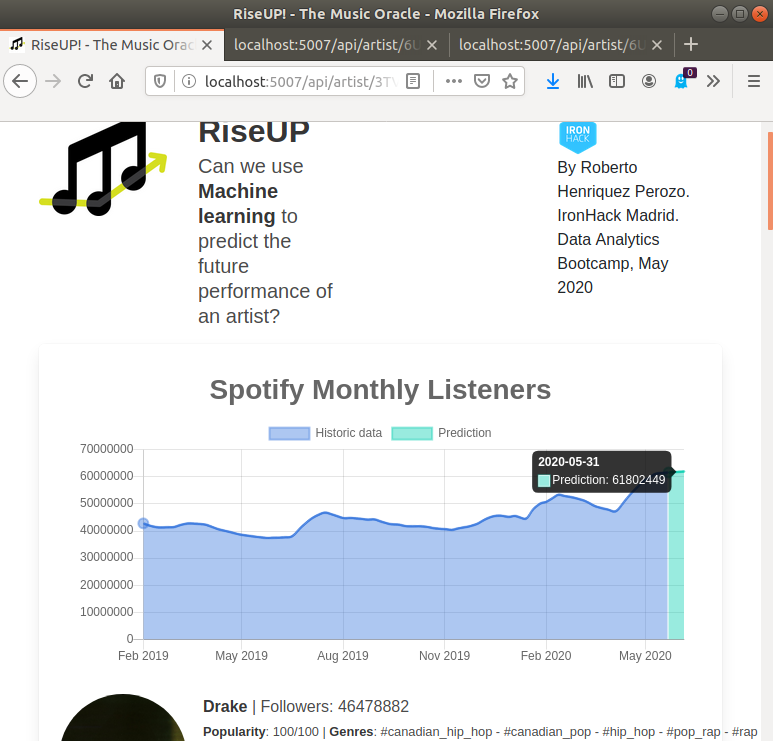 RiseUP! - The Music Oracle - Mozilla Firefox
RiseUP! - The Music Orac
localhost:5007/api/artist/6U
localhost:5007/api/artist/6U
localhost:5007/api/artist/3TV
0
RiseUP
Can we use
Machine
learning to
predict the
future
performance of
an artist?
IRON
HACK
By Roberto
Henriquez Perozo.
IronHack Madrid.
Data Analytics
Bootcamp, May
2020
Spotify Monthly Listeners
Historic data
Prediction
70000000
60000000
50000000
40000000
30000000
20000000
10000000
0
2020-05-31
Prediction: 61802449
Feb 2019
May 2019
Aug 2019
Nov 2019
Feb 2020
May 2020
Drake | Followers: 46478882
Popularity: 100/100 | Genres: #canadian_hip_hop - #canadian_pop - #hip_hop - #pop_rap - #rap